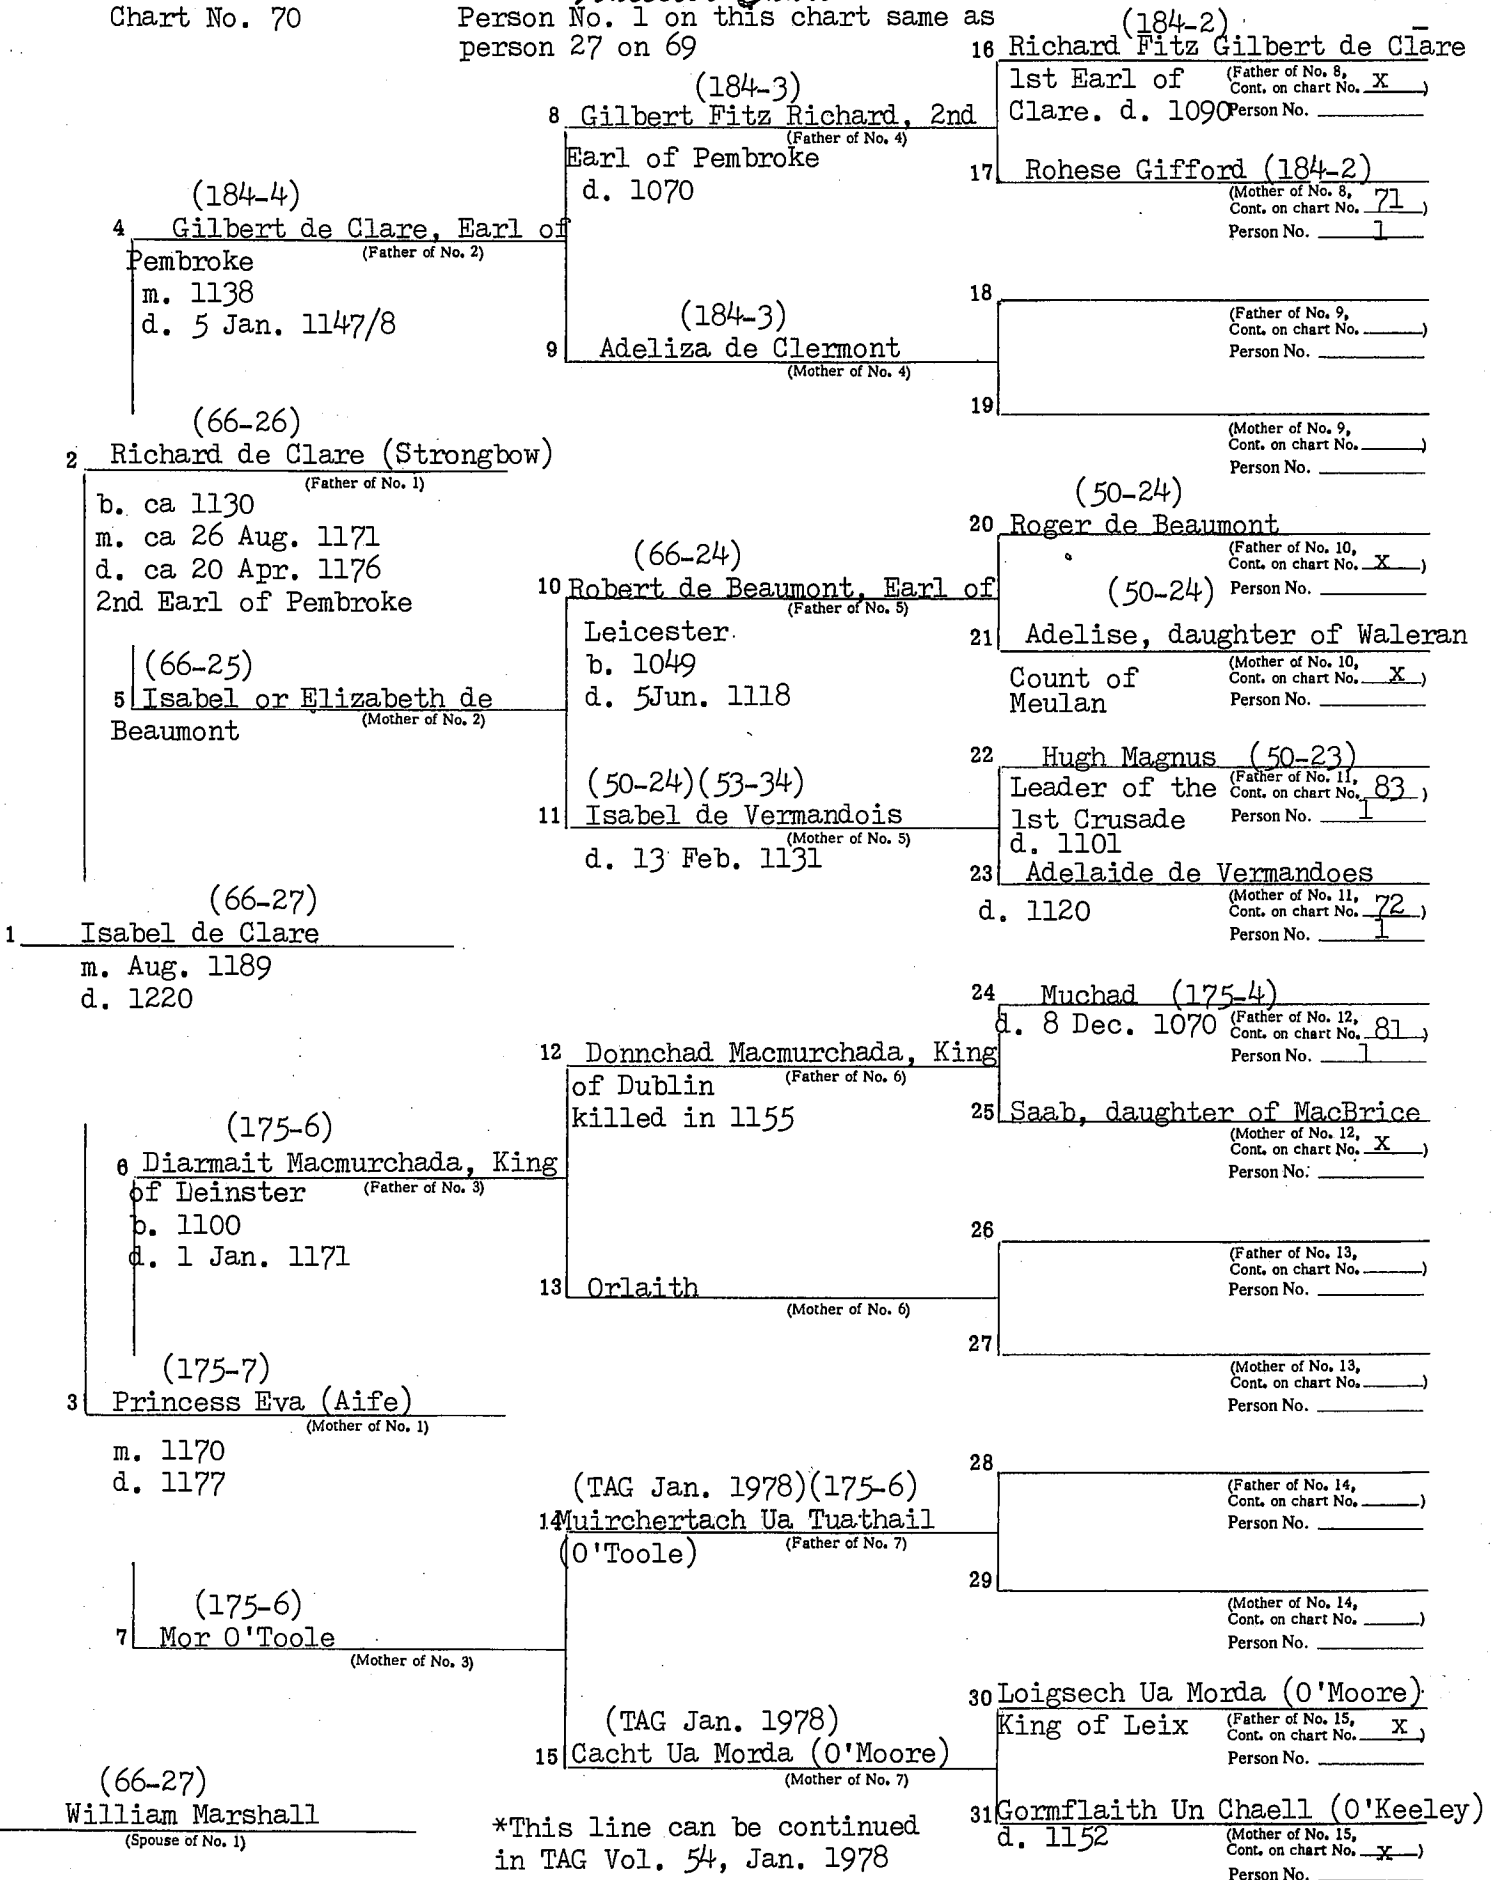 Chart No. 70
Person No. 1 on this chart same as
person 27 on 69
(184-2)
16 Richard Fitz Gilbert de Clare
1st Earl of
Clare. d. 1090
(Father of No. 8,
Cont. on chart No. x )
Person No.
(184-3)
8 Gilbert Fitz Richard, 2nd
(Father of No. 4)
Earl of Pembroke
d. 1070
17 Rohese Gifford (184-2)
(Mother of No. 8,
Cont. on chart No. 71 )
Person No. 1
(184-4)
4 Gilbert de Clare, Earl of
(Father of No. 2)
Pembroke
m. 1138
d. 5 Jan. 1147/8
18
(Father of No. 9,
Cont. on chart No. )
Person No.
(184-3)
9 Adeliza de Clermont
(Mother of No. 4)
19
(Mother of No. 9,
Cont. on chart No. )
Person No.
(66-26)
2 Richard de Clare (Strongbow)
(Father of No. 1)
b. ca 1130
m. ca 26 Aug. 1171
d. ca 20 Apr. 1176
2nd Earl of Pembroke
(50-24)
20 Roger de Beaumont
(Father of No. 10,
Cont. on chart No. x )
Person No.
(66-24)
10 Robert de Beaumont, Earl of
(Father of No. 5)
Leicester
b. 1049
d. 5Jun. 1118
(50-24)
21 Adelise, daughter of Waleran
Count of
Meulan
(Mother of No. 10,
Cont. on chart No. x )
Person No.
(66-25)
5 Isabel or Elizabeth de
(Mother of No. 2)
Beaumont
22 Hugh Magnus (50-23)
Leader of the
1st Crusade
d. 1101
(Father of No. 11,
Cont. on chart No. 83 )
Person No. 1
(50-24)(53-34)
11 Isabel de Vermandois
(Mother of No. 5)
d. 13 Feb. 1131
23 Adelaide de Vermandoes
d. 1120
(Mother of No. 11,
Cont. on chart No. 72 )
Person No. 1
(66-27)
1 Isabel de Clare
m. Aug. 1189
d. 1220
24 Muchad (175-4)
d. 8 Dec. 1070
(Father of No. 12,
Cont. on chart No. 81 )
Person No. 1
12 Donnchad Macmurchada, King
(Father of No. 6)
of Dublin
killed in 1155
25 Saab, daughter of MacBrice
(Mother of No. 12,
Cont. on chart No. x )
Person No.
(175-6)
6 Diarmait Macmurchada, King
(Father of No. 3)
of Deinster
b. 1100
d. 1 Jan. 1171
26
(Father of No. 13,
Cont. on chart No. )
Person No.
13 Orlaith
(Mother of No. 6)
27
(Mother of No. 13,
Cont. on chart No. )
Person No.
(175-7)
3 Princess Eva (Aife)
(Mother of No. 1)
m. 1170
d. 1177
28
(Father of No. 14,
Cont. on chart No. )
Person No.
(TAG Jan. 1978)(175-6)
14 Muirchertach Ua Tuathail
(Father of No. 7)
(O'Toole)
29
(Mother of No. 14,
Cont. on chart No. )
Person No.
(175-6)
7 Mor O'Toole
(Mother of No. 3)
30 Loigsech Ua Morda (O'Moore)
King of Leix
(Father of No. 15,
Cont. on chart No. x )
Person No.
(TAG Jan. 1978)
15 Cacht Ua Morda (O'Moore)
(Mother of No. 7)
31 Gormflaith Un Chaell (O'Keeley)
d. 1152
(Mother of No. 15,
Cont. on chart No. x )
Person No.
(66-27)
William Marshall
(Spouse of No. 1)
*This line can be continued
in TAG Vol. 54, Jan. 1978